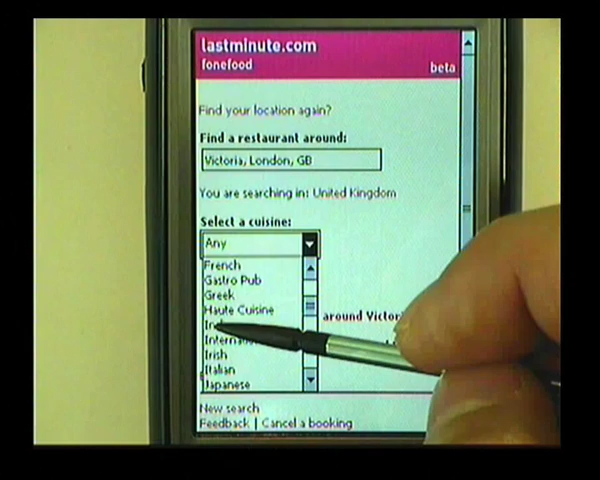 lastminute.com
fonefood
beta
Find your location again?
Find a restaurant around:
Victoria, London, GB
You are searching in: United Kingdom
Select a cuisine:
Any
French
Gastro Pub
Greek
Haute Cuisine
around
Irish
Italian
Japanese
New search
Feedback | Cancel a booking